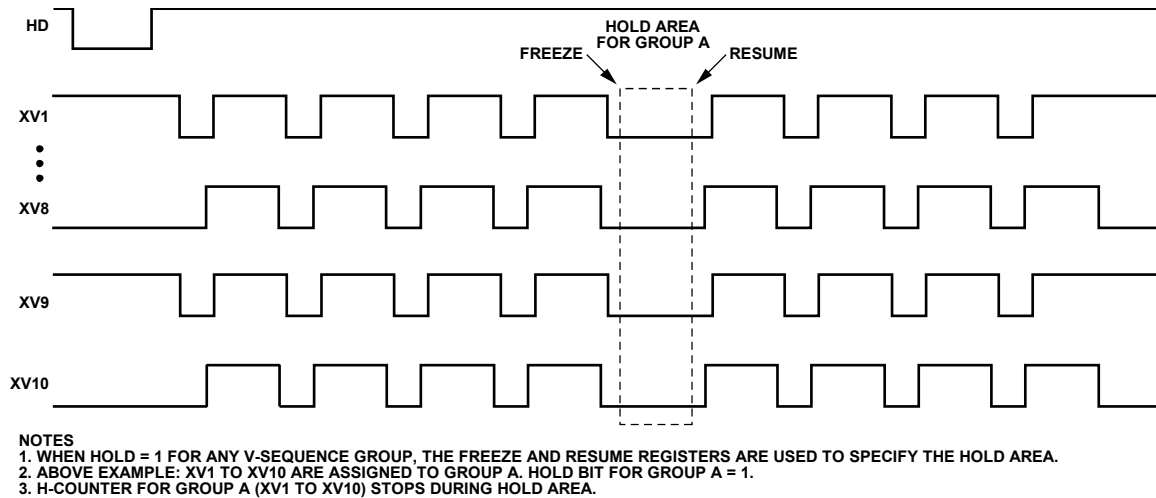 HD
HOLD AREA
FOR GROUP A
FREEZE
RESUME
XV1
XV8
XV9
XV10
NOTES
1. WHEN HOLD = 1 FOR ANY V-SEQUENCE GROUP, THE FREEZE AND RESUME REGISTERS ARE USED TO SPECIFY THE HOLD AREA.
2. ABOVE EXAMPLE: XV1 TO XV10 ARE ASSIGNED TO GROUP A. HOLD BIT FOR GROUP A = 1.
3. H-COUNTER FOR GROUP A (XV1 TO XV10) STOPS DURING HOLD AREA.